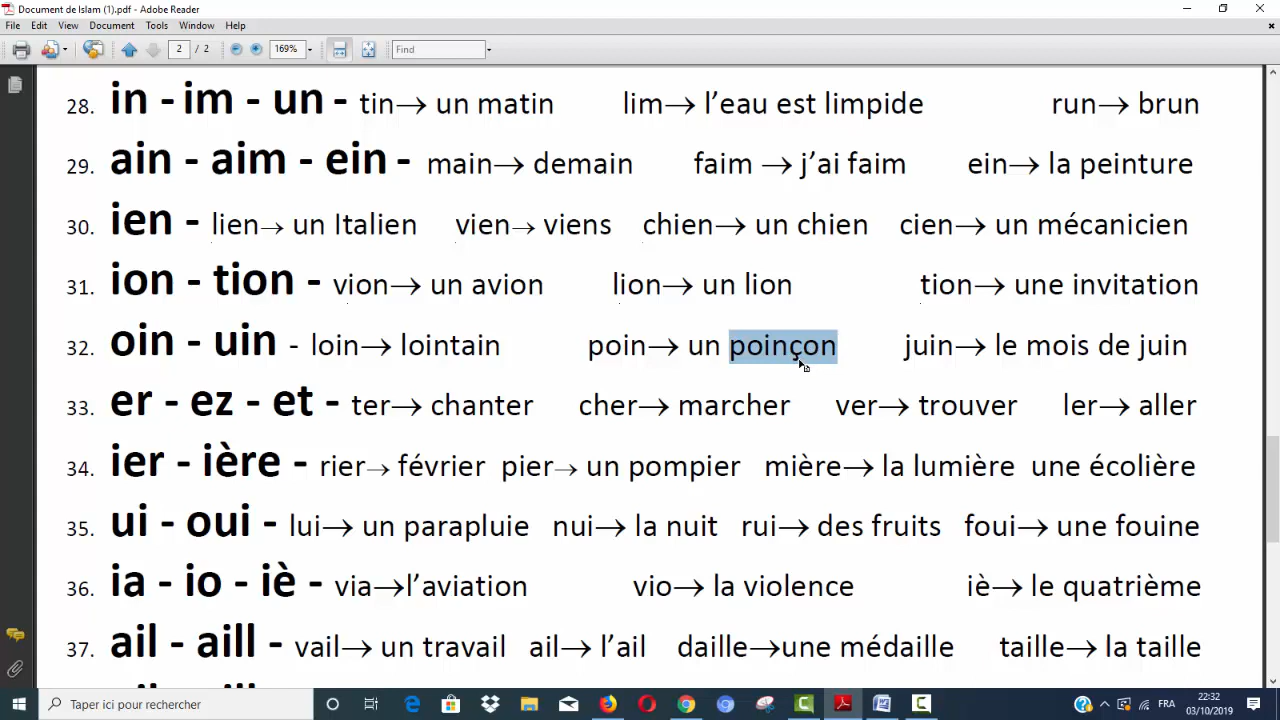 Document de Islam (1).pdf - Adobe Reader
File Edit View Document Tools Window Help
2 / 2 169% Find
28. in - im - un - tin→ un matin lim→ l’eau est limpide run→ brun
29. ain - aim - ein - main→ demain faim → j’ai faim ein→ la peinture
30. ien - lien→ un Italien vien→ viens chien→ un chien cien→ un mécanicien
31. ion - tion - vion→ un avion lion→ un lion tion→ une invitation
32. oin - uin - loin→ lointain poin→ un poinçon juin→ le mois de juin
33. er - ez - et - ter→ chanter cher→ marcher ver→ trouver ler→ aller
34. ier - ière - rier→ février pier→ un pompier mière→ la lumière une écolière
35. ui - oui - lui→ un parapluie nui→ la nuit rui→ des fruits foui→ une fouine
36. ia - io - iè - via→l’aviation vio→ la violence iè→ le quatrième
37. ail - aill - vail→ un travail ail→ l’ail daille→une médaille taille→ la taille
Taper ici pour rechercher FRA 22:32
03/10/2019